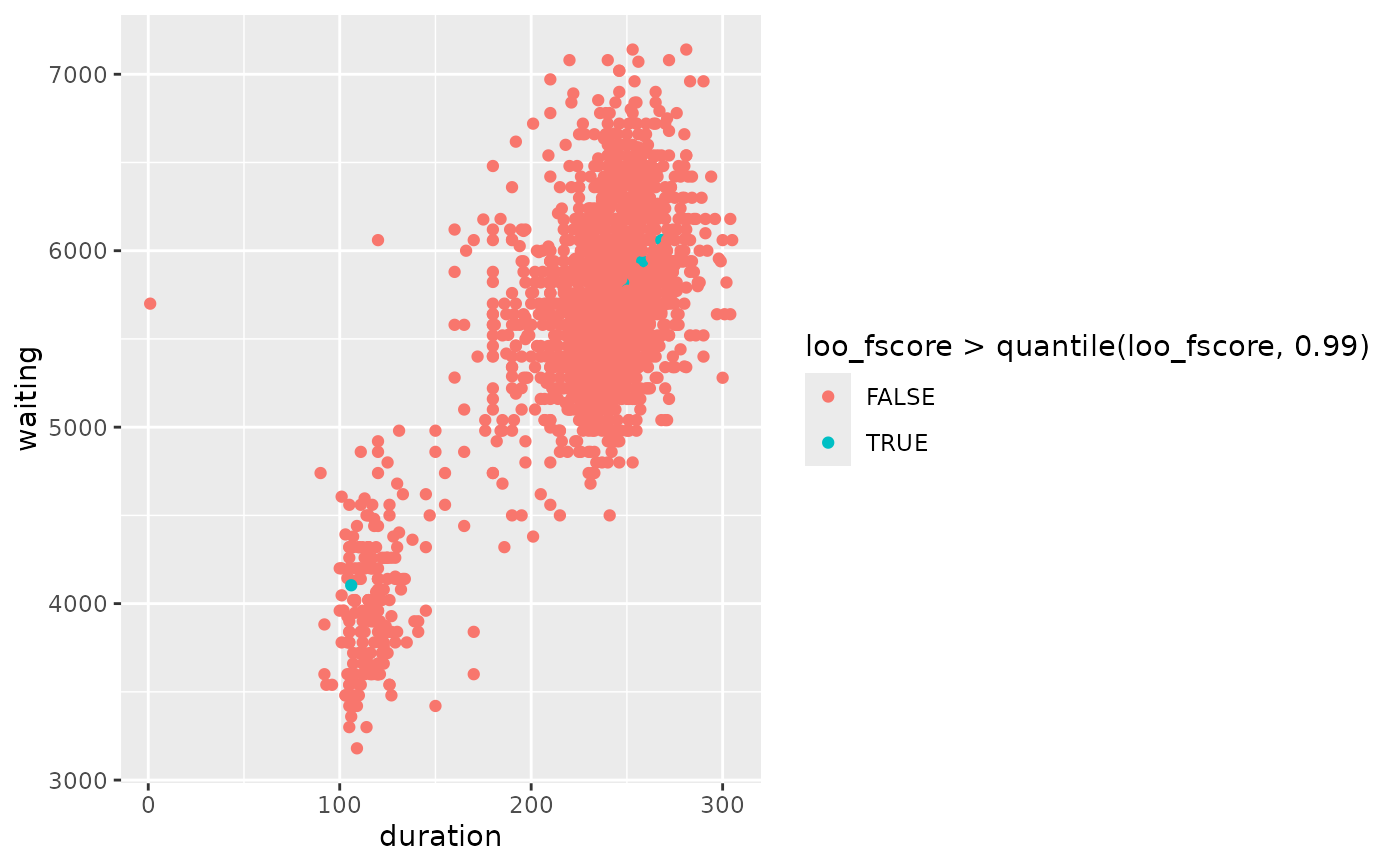 7000
6000
5000
4000
3000
waiting
0 100 200 300
duration
loo_fscore > quantile(loo_fscore, 0.99)
FALSE
TRUE